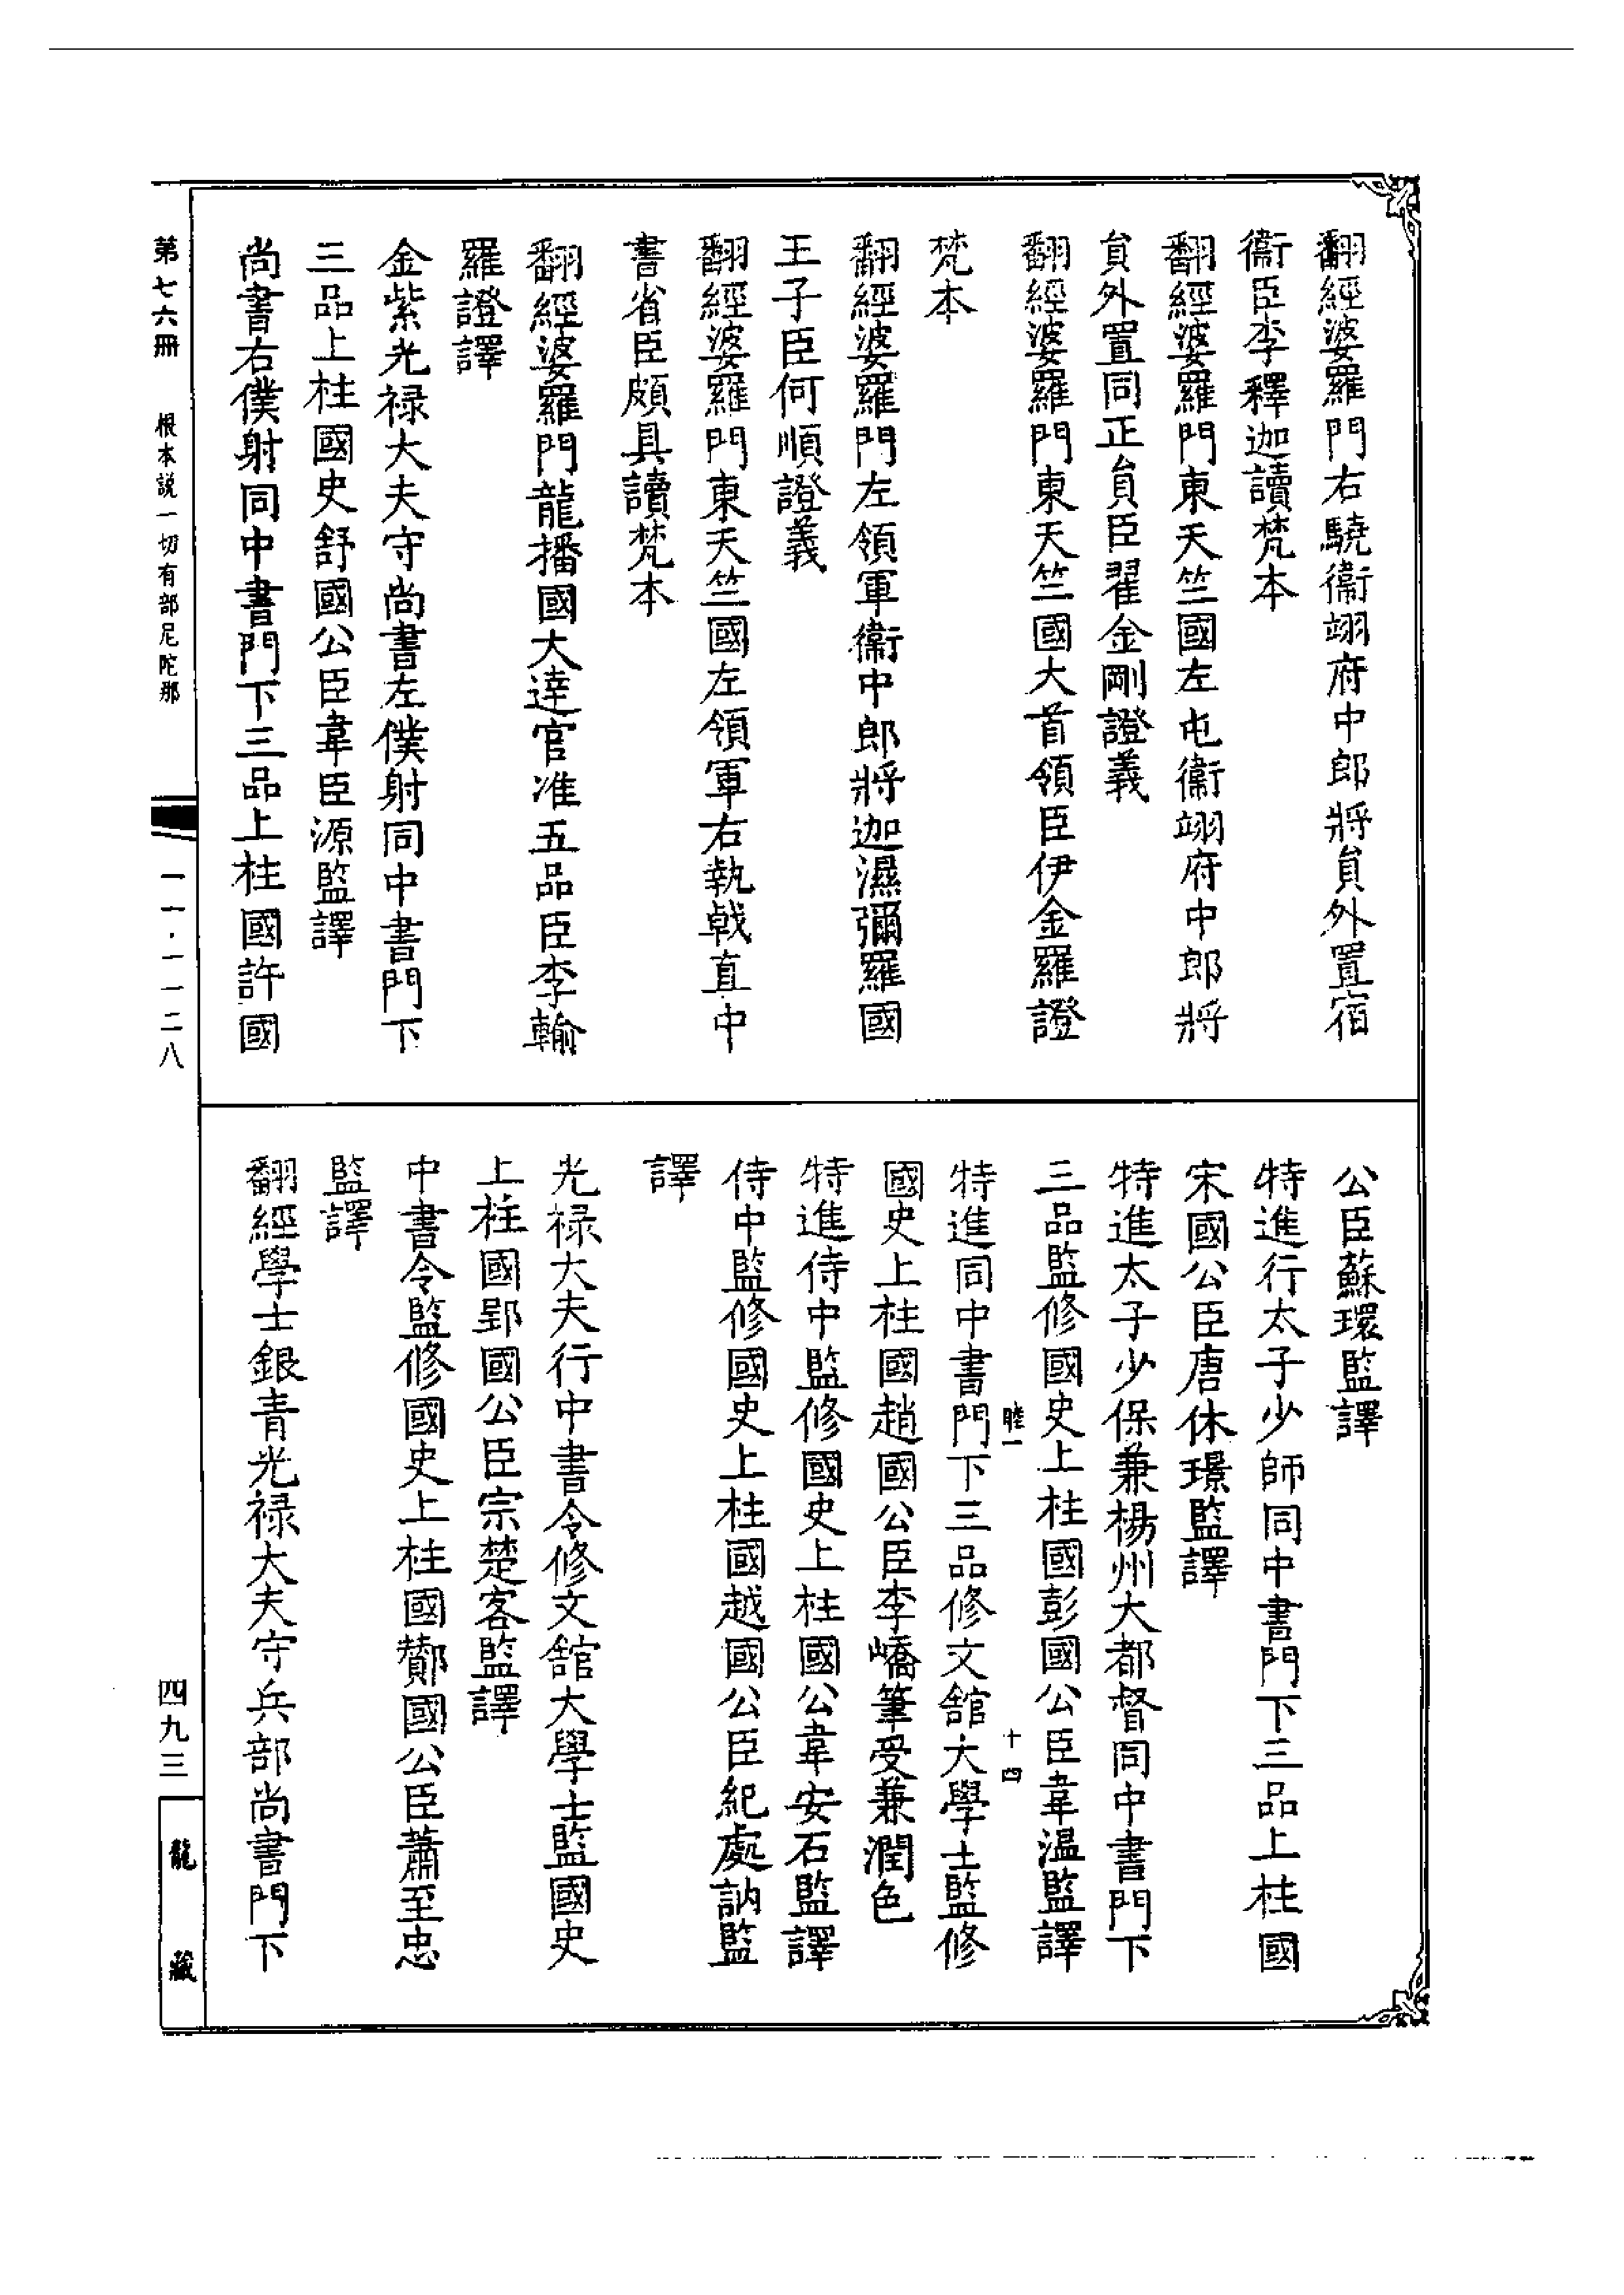 翻經婆羅門右驍衞翊府中郎將負外置宿
衞臣李釋迦讀梵本
翻經婆羅門東天竺國左屯衞翊府中郎將
負外置同正負臣瞿金剛證義
翻經婆羅門東天竺國大首領臣伊金羅證
梵本
翻經婆羅門左領軍衞中郎將迦濕彌羅國
王子臣何順證義
翻經婆羅門東天竺國左領軍右執戟直中
書省臣頗具讀梵本
翻經婆羅門龍播國大達官准五品臣李輸
羅證譯
金紫光禄大夫守尚書左僕射同中書門下
三品上柱國史舒國公臣韋臣源監譯
尚書右僕射同中書門下三品上柱國許國
公臣蘇環監譯
特進行太子少師同中書門下三品上柱國
宋國公臣唐休璟監譯
特進太子少保兼楊州大都督同中書門下
三品監修國史上柱國彭國公臣韋温監譯
睦一
十四
特進同中書門下三品修文舘大學士監修
國史上柱國趙國公臣李嶠筆受兼潤色
特進侍中監修國史上柱國公韋安石監譯
侍中監修國史上柱國越國公臣紀處訥監
譯
光禄大夫行中書令修文舘大學士監國史
上柱國郢國公臣宗楚客監譯
中書令監修國史上柱國酇國公臣蕭至忠
監譯
翻經學士銀青光禄大夫守兵部尚書門下
第七六冊
根本説一切有部尼陀那
一一·一一二八
四九三
龍藏